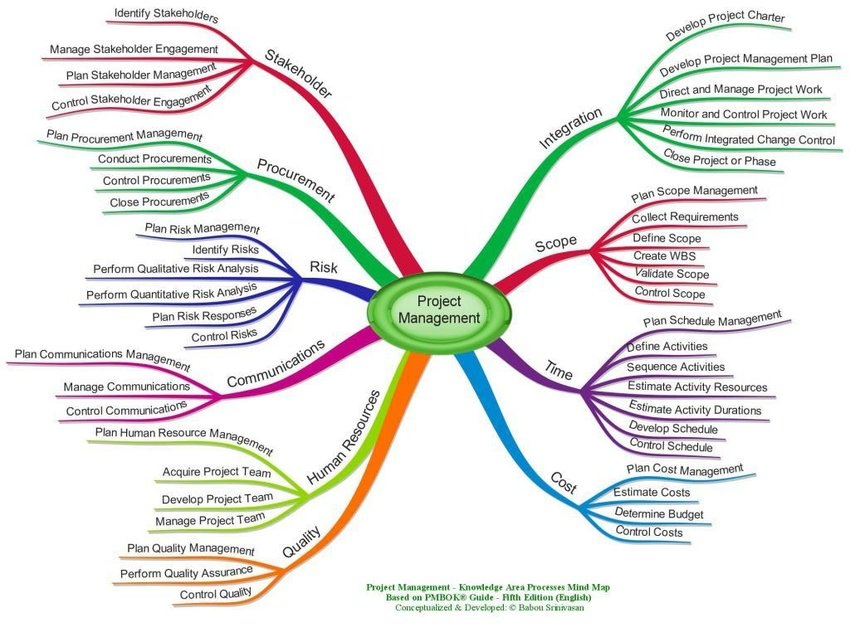 Project
Management
Integration
Develop Project Charter
Develop Project Management Plan
Direct and Manage Project Work
Monitor and Control Project Work
Perform Integrated Change Control
Close Project or Phase
Scope
Plan Scope Management
Collect Requirements
Define Scope
Create WBS
Validate Scope
Control Scope
Time
Plan Schedule Management
Define Activities
Sequence Activities
Estimate Activity Resources
Estimate Activity Durations
Develop Schedule
Control Schedule
Cost
Plan Cost Management
Estimate Costs
Determine Budget
Control Costs
Quality
Plan Quality Management
Perform Quality Assurance
Control Quality
Human Resources
Plan Human Resource Management
Acquire Project Team
Develop Project Team
Manage Project Team
Communications
Plan Communications Management
Manage Communications
Control Communications
Risk
Plan Risk Management
Identify Risks
Perform Qualitative Risk Analysis
Perform Quantitative Risk Analysis
Plan Risk Responses
Control Risks
Procurement
Plan Procurement Management
Conduct Procurements
Control Procurements
Close Procurements
Stakeholder
Identify Stakeholders
Manage Stakeholder Engagement
Plan Stakeholder Management
Control Stakeholder Engagement
Project Management - Knowledge Area Processes Mind Map
Based on PMBOK® Guide - Fifth Edition (English)
Conceptualized & Developed: © Babou Srinivasan